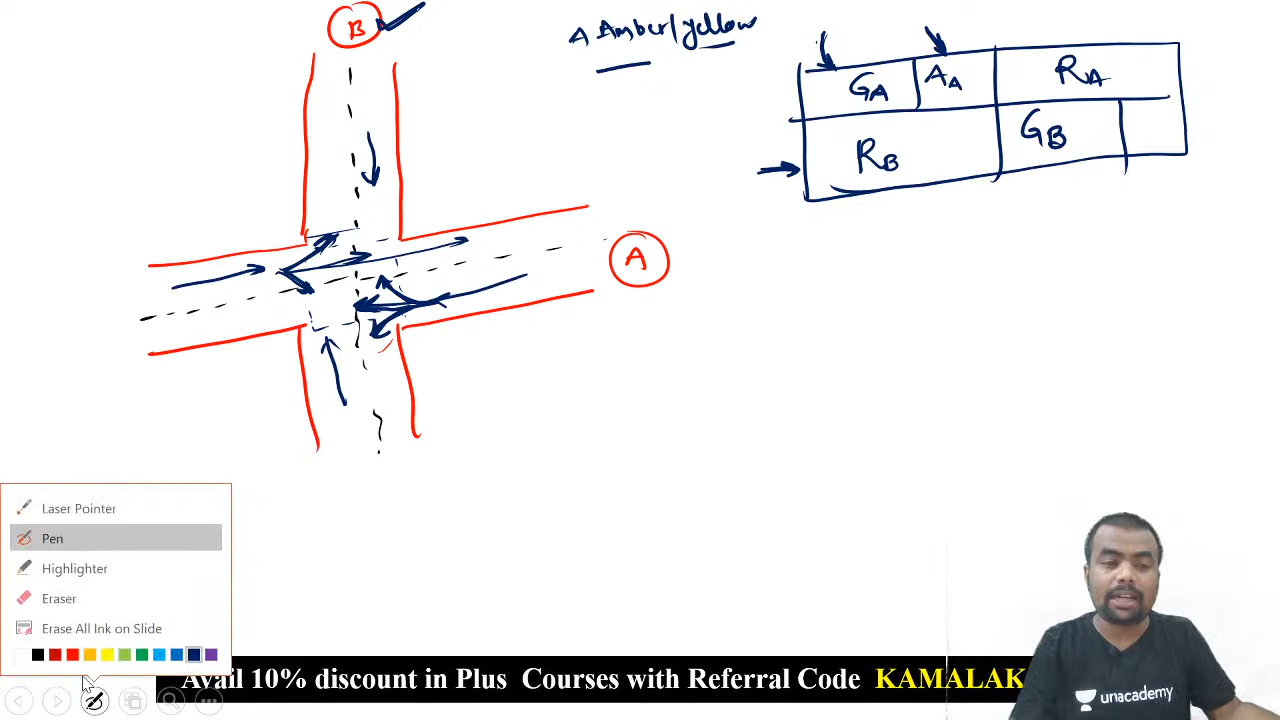 B
A Amber/yellow
GA AA RA
RB GB
A
Laser Pointer
Pen
Highlighter
Eraser
Erase All Ink on Slide
Avail 10% discount in Plus Courses with Referral Code KAMALAK
unacademy